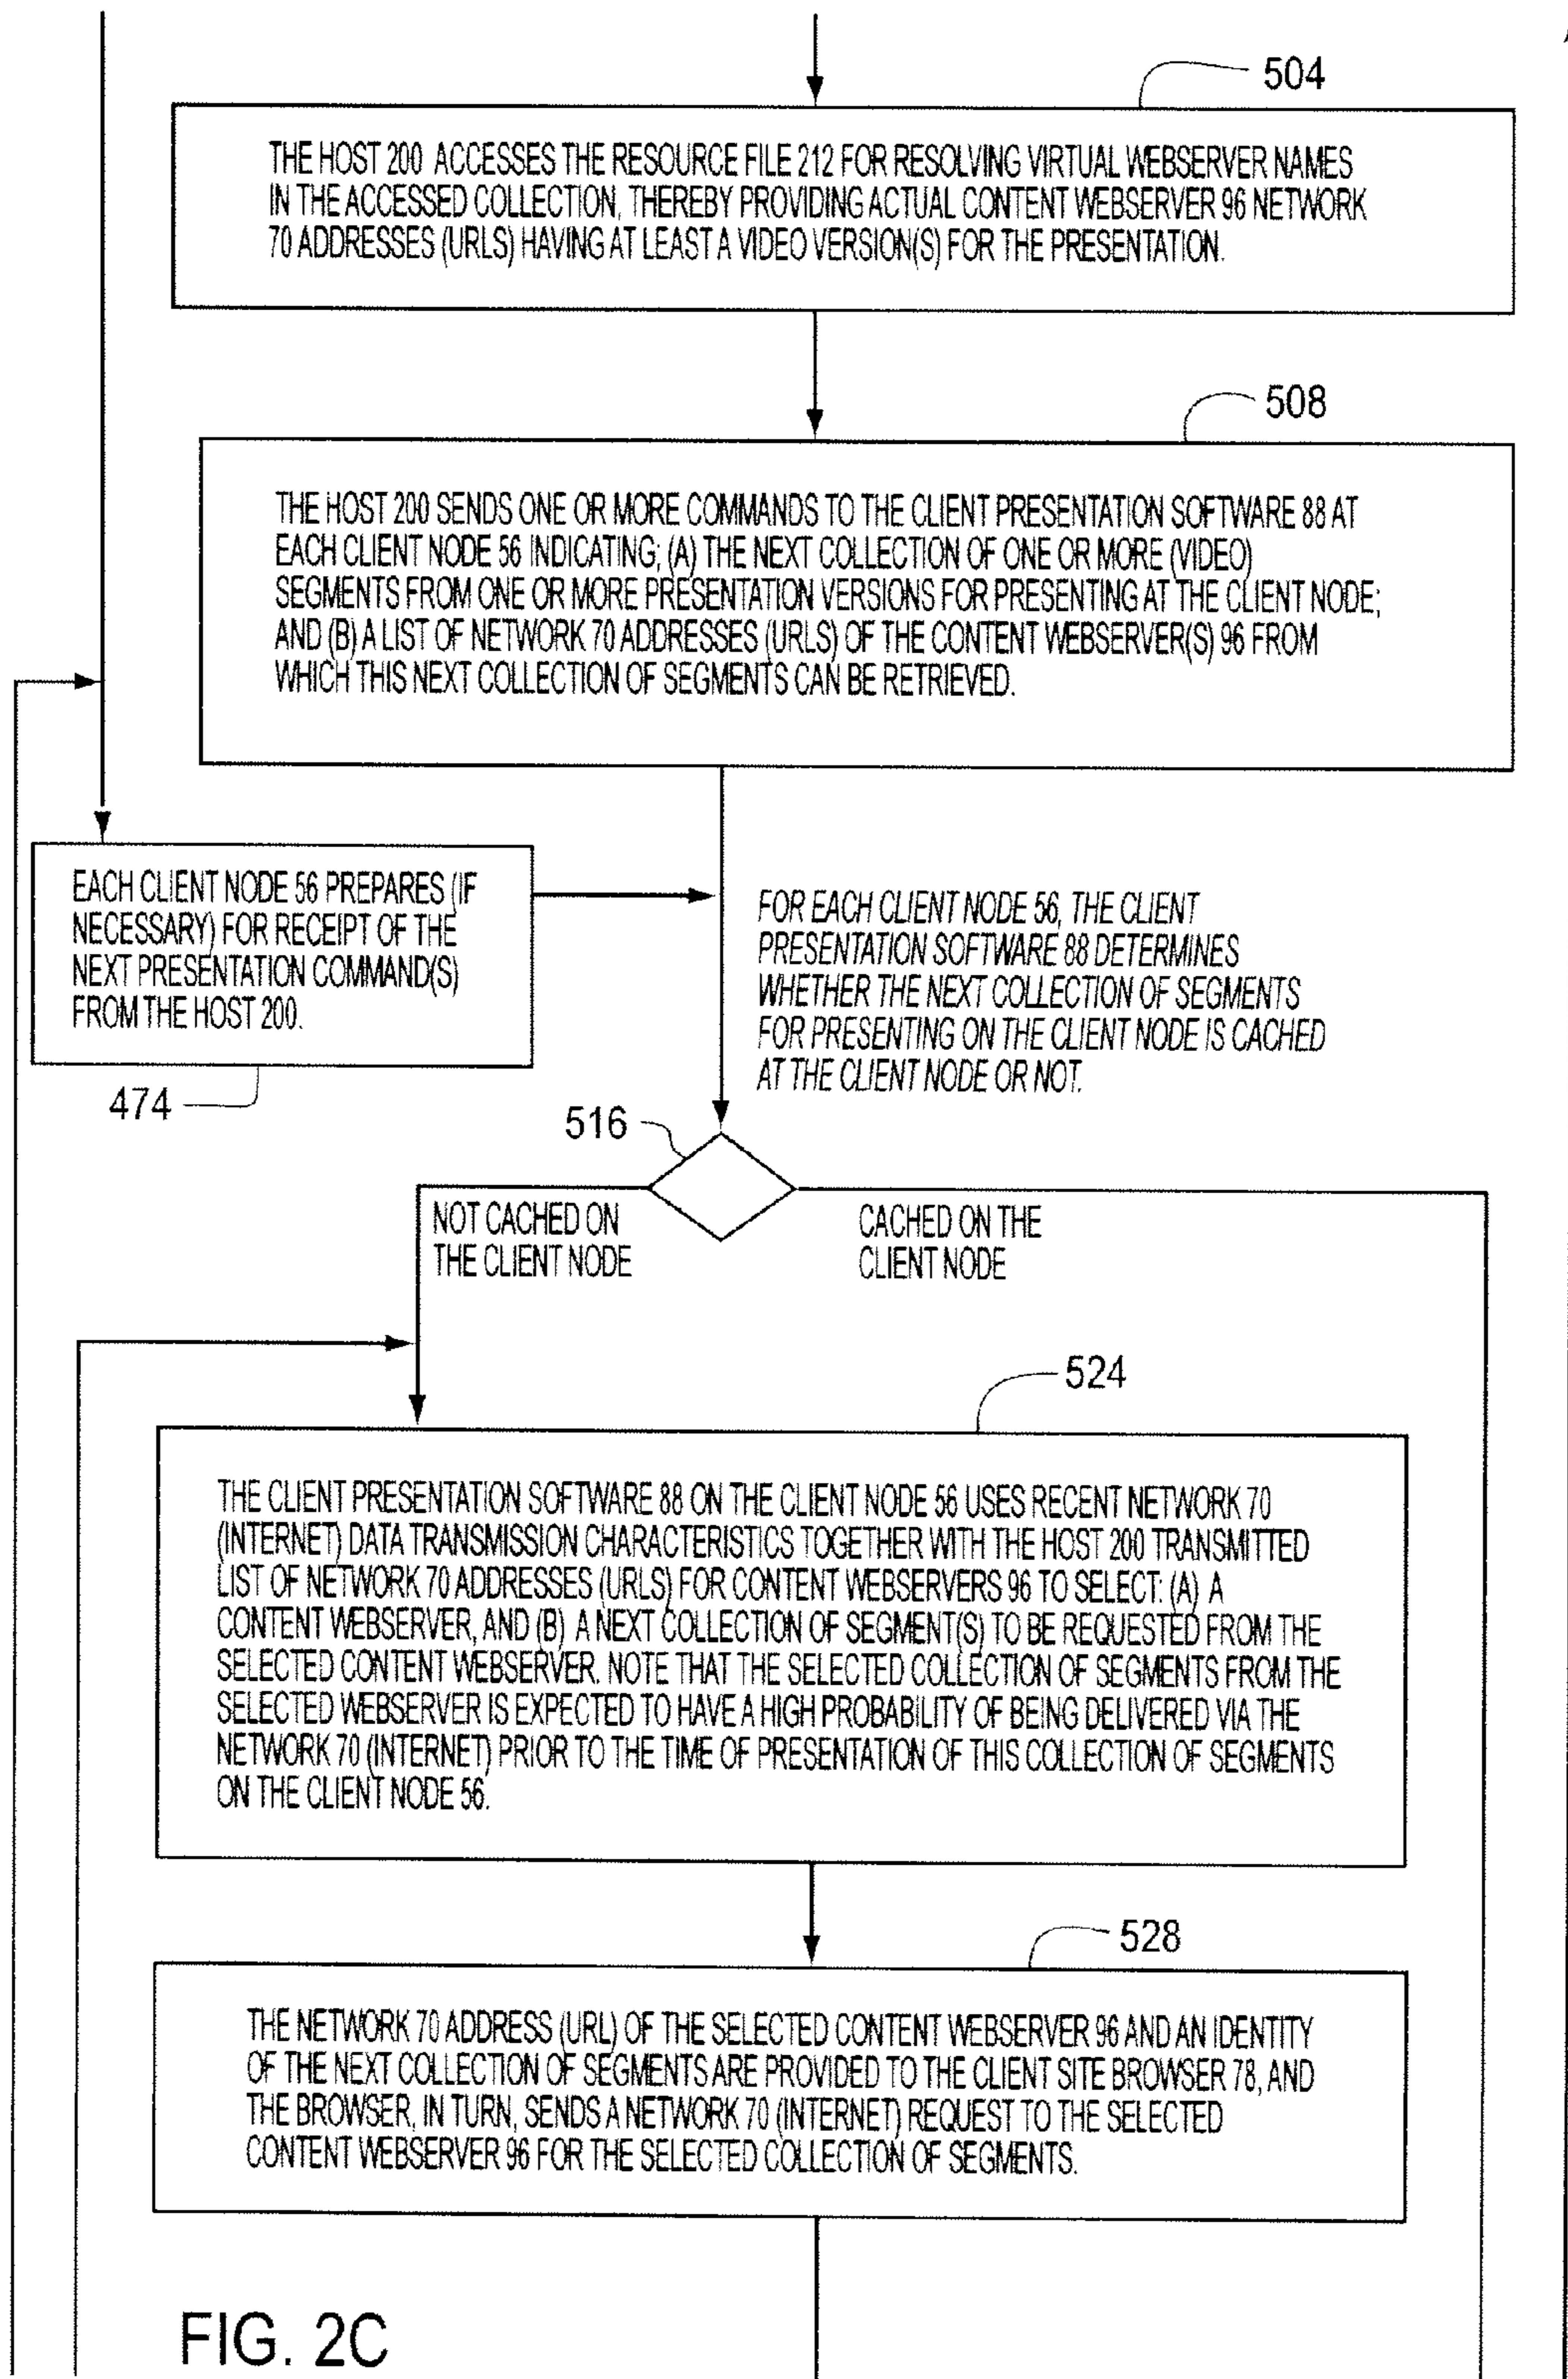 504
THE HOST 200 ACCESSES THE RESOURCE FILE 212 FOR RESOLVING VIRTUAL WEBSERVER NAMES
IN THE ACCESSED COLLECTION, THEREBY PROVIDING ACTUAL CONTENT WEBSERVER 96 NETWORK
70 ADDRESSES (URLS) HAVING AT LEAST A VIDEO VERSION(S) FOR THE PRESENTATION.
508
THE HOST 200 SENDS ONE OR MORE COMMANDS TO THE CLIENT PRESENTATION SOFTWARE 88 AT
EACH CLIENT NODE 56 INDICATING; (A) THE NEXT COLLECTION OF ONE OR MORE (VIDEO)
SEGMENTS FROM ONE OR MORE PRESENTATION VERSIONS FOR PRESENTING AT THE CLIENT NODE;
AND (B) A LIST OF NETWORK 70 ADDRESSES (URLS) OF THE CONTENT WEBSERVER(S) 96 FROM
WHICH THIS NEXT COLLECTION OF SEGMENTS CAN BE RETRIEVED.
EACH CLIENT NODE 56 PREPARES (IF
NECESSARY) FOR RECEIPT OF THE
NEXT PRESENTATION COMMAND(S)
FROM THE HOST 200.
474
FOR EACH CLIENT NODE 56, THE CLIENT
PRESENTATION SOFTWARE 88 DETERMINES
WHETHER THE NEXT COLLECTION OF SEGMENTS
FOR PRESENTING ON THE CLIENT NODE IS CACHED
AT THE CLIENT NODE OR NOT.
516
NOT CACHED ON
THE CLIENT NODE
CACHED ON THE
CLIENT NODE
524
THE CLIENT PRESENTATION SOFTWARE 88 ON THE CLIENT NODE 56 USES RECENT NETWORK 70
(INTERNET) DATA TRANSMISSION CHARACTERISTICS TOGETHER WITH THE HOST 200 TRANSMITTED
LIST OF NETWORK 70 ADDRESSES (URLS) FOR CONTENT WEBSERVERS 96 TO SELECT: (A) A
CONTENT WEBSERVER, AND (B) A NEXT COLLECTION OF SEGMENT(S) TO BE REQUESTED FROM THE
SELECTED CONTENT WEBSERVER. NOTE THAT THE SELECTED COLLECTION OF SEGMENTS FROM THE
SELECTED WEBSERVER IS EXPECTED TO HAVE A HIGH PROBABILITY OF BEING DELIVERED VIA THE
NETWORK 70 (INTERNET) PRIOR TO THE TIME OF PRESENTATION OF THIS COLLECTION OF SEGMENTS
ON THE CLIENT NODE 56.
528
THE NETWORK 70 ADDRESS (URL) OF THE SELECTED CONTENT WEBSERVER 96 AND AN IDENTITY
OF THE NEXT COLLECTION OF SEGMENTS ARE PROVIDED TO THE CLIENT SITE BROWSER 78, AND
THE BROWSER, IN TURN, SENDS A NETWORK 70 (INTERNET) REQUEST TO THE SELECTED
CONTENT WEBSERVER 96 FOR THE SELECTED COLLECTION OF SEGMENTS.
FIG. 2C